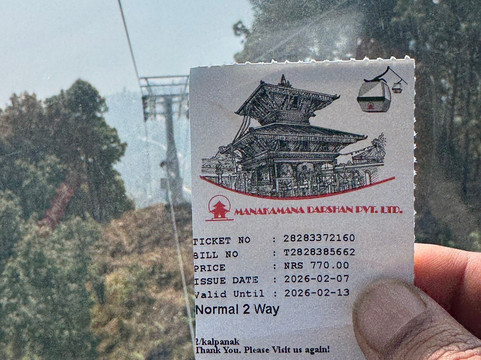 MANAKAMANA DARSHAN PVT. LTD.
TICKET NO : 28283372160
BILL NO : T2828385662
PRICE : NRS 770.00
ISSUE DATE : 2026-02-07
Valid Until : 2026-02-13
Normal 2 Way
/kalpanak
Thank You. Please Visit us again!